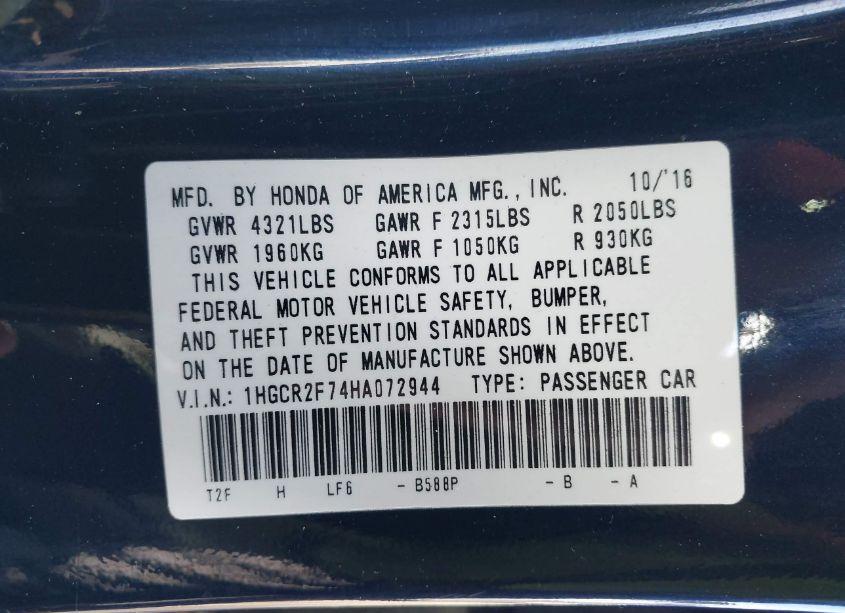 MFD. BY HONDA OF AMERICA MFG., INC. 10/'16
GVWR 4321LBS GAWR F 2315LBS R 2050LBS
GVWR 1960KG GAWR F 1050KG R 930KG
THIS VEHICLE CONFORMS TO ALL APPLICABLE
FEDERAL MOTOR VEHICLE SAFETY, BUMPER,
AND THEFT PREVENTION STANDARDS IN EFFECT
ON THE DATE OF MANUFACTURE SHOWN ABOVE.
V.I.N.: 1HGCR2F74HA072944 TYPE: PASSENGER CAR
T2F H LF6 - B588P - B - A